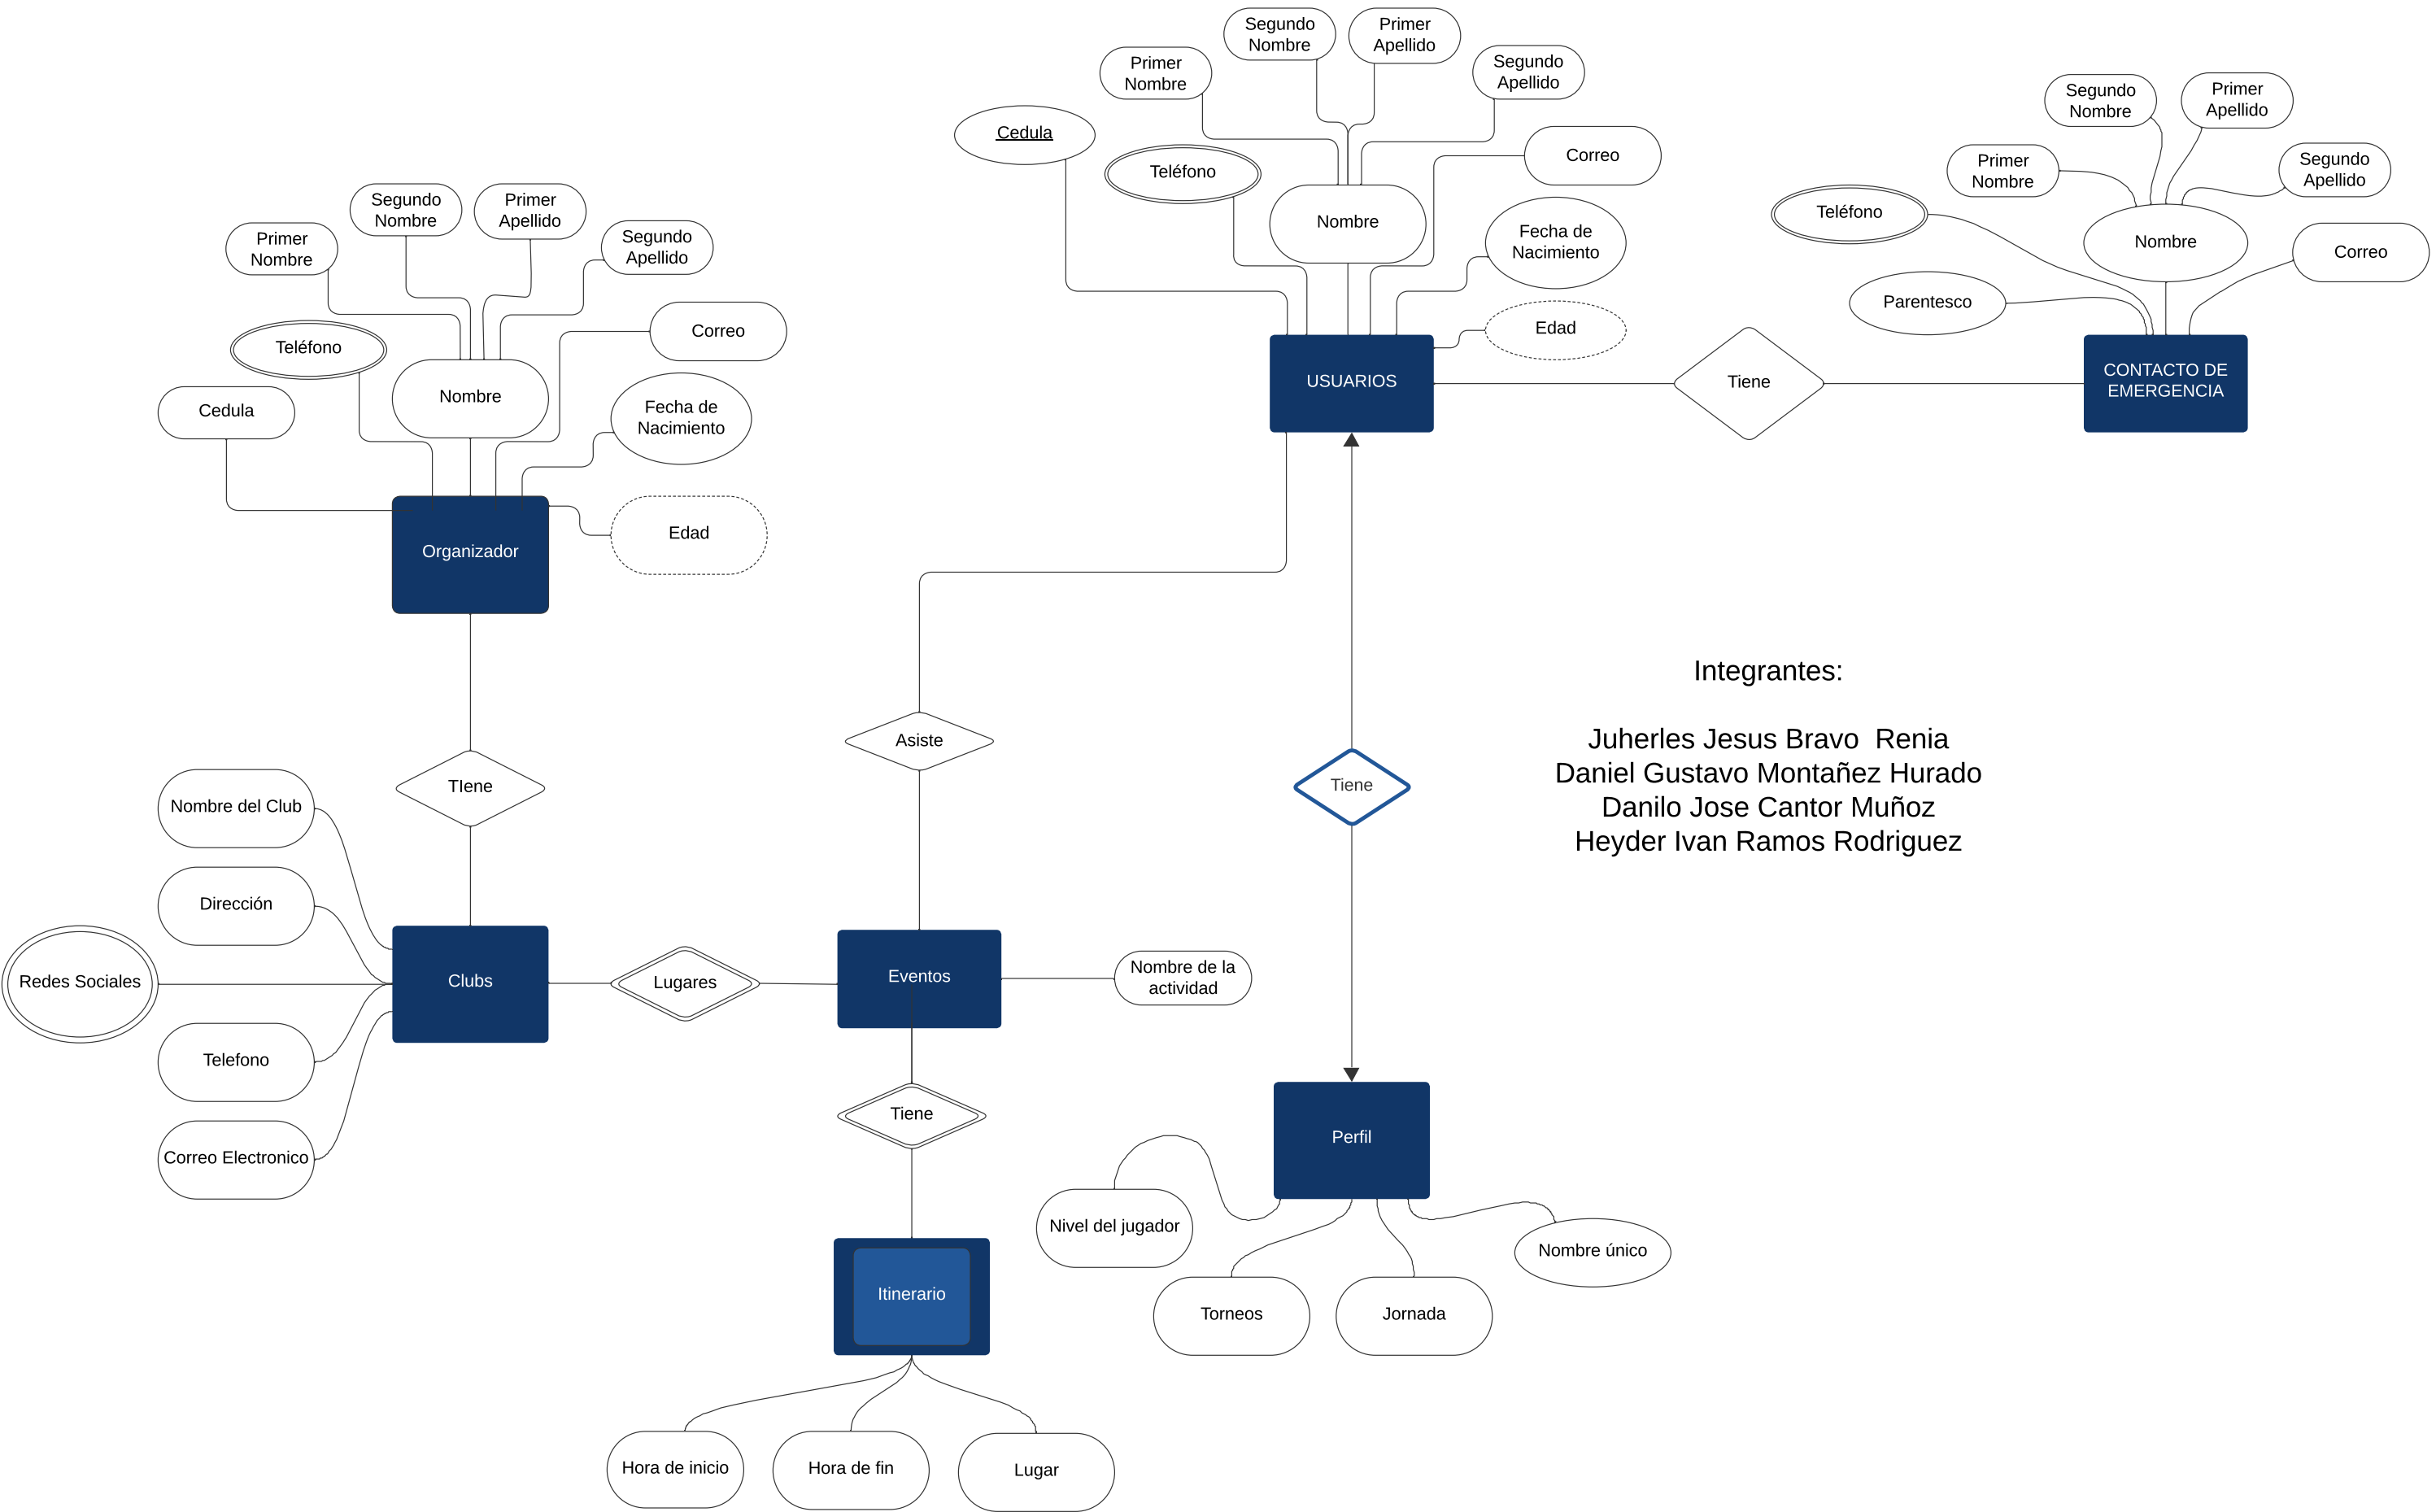 Segundo
Nombre
Primer
Apellido
Primer
Nombre
Segundo
Apellido
Cedula
Teléfono
Correo
Nombre
Fecha de
Nacimiento
Edad
USUARIOS
Segundo
Nombre
Primer
Apellido
Primer
Nombre
Segundo
Apellido
Teléfono
Nombre
Correo
Parentesco
Tiene
CONTACTO DE
EMERGENCIA
Segundo
Nombre
Primer
Apellido
Primer
Nombre
Segundo
Apellido
Teléfono
Correo
Cedula
Nombre
Fecha de
Nacimiento
Edad
Organizador
Integrantes:
Juherles Jesus Bravo  Renia
Daniel Gustavo Montañez Hurado
Danilo Jose Cantor Muñoz
Heyder Ivan Ramos Rodriguez
Asiste
Tiene
TIene
Nombre del Club
Dirección
Redes Sociales
Clubs
Lugares
Eventos
Nombre de la
actividad
Telefono
Correo Electronico
Tiene
Perfil
Nivel del jugador
Nombre único
Torneos
Jornada
Itinerario
Hora de inicio
Hora de fin
Lugar